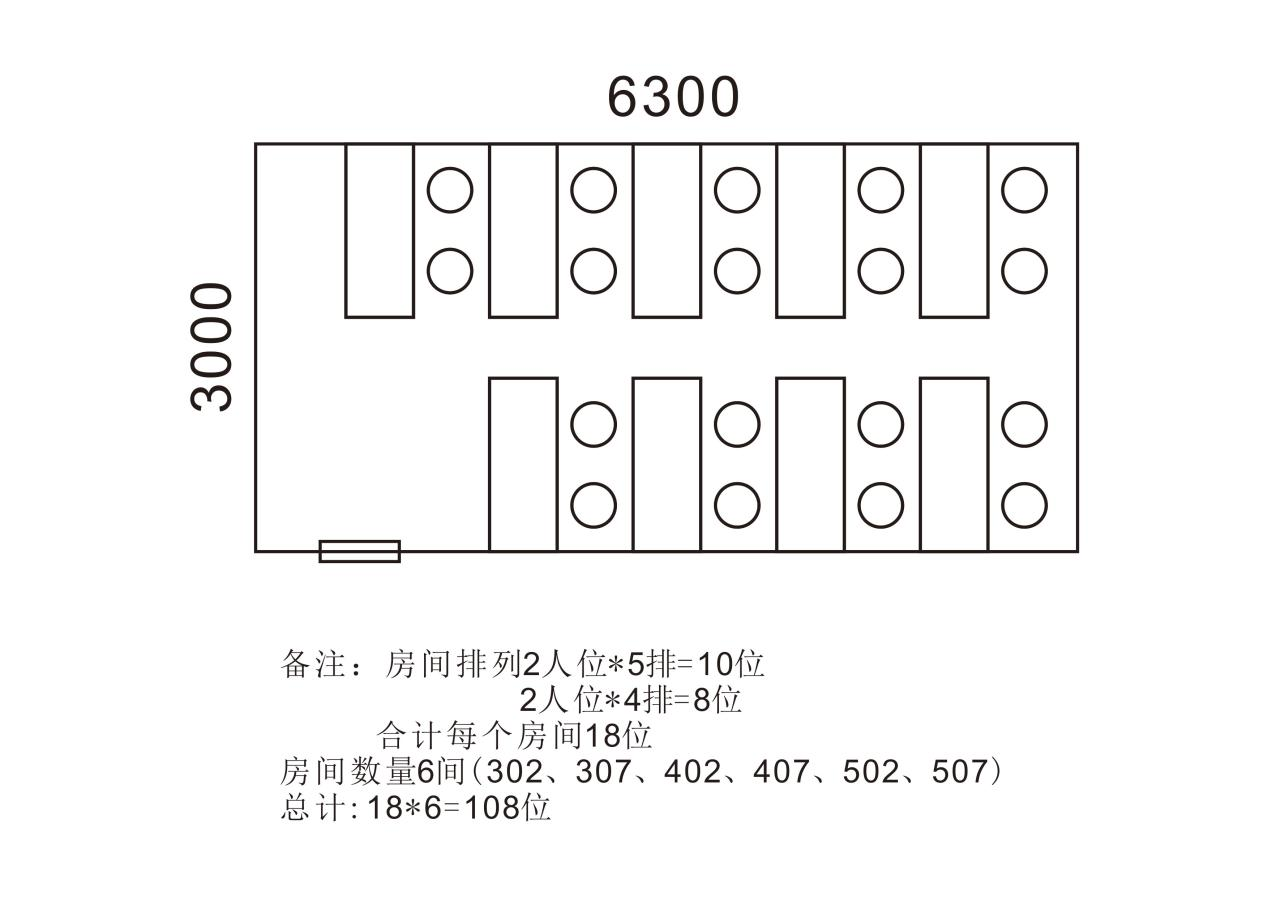 6300
3000
备注：房间排列2人位*5排=10位
2人位*4排=8位
合计每个房间18位
房间数量6间(302、307、402、407、502、507)
总计:18*6=108位